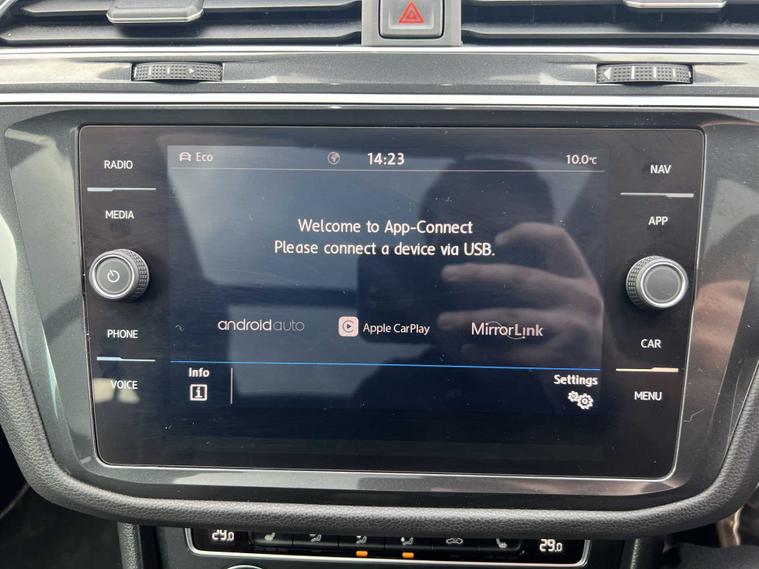 RADIO
MEDIA
PHONE
VOICE
Eco
14:23
10.0°C
Welcome to App-Connect
Please connect a device via USB.
androidauto
Apple CarPlay
MirrorLink
Info
i
Settings
NAV
APP
CAR
MENU
29.0
29.0